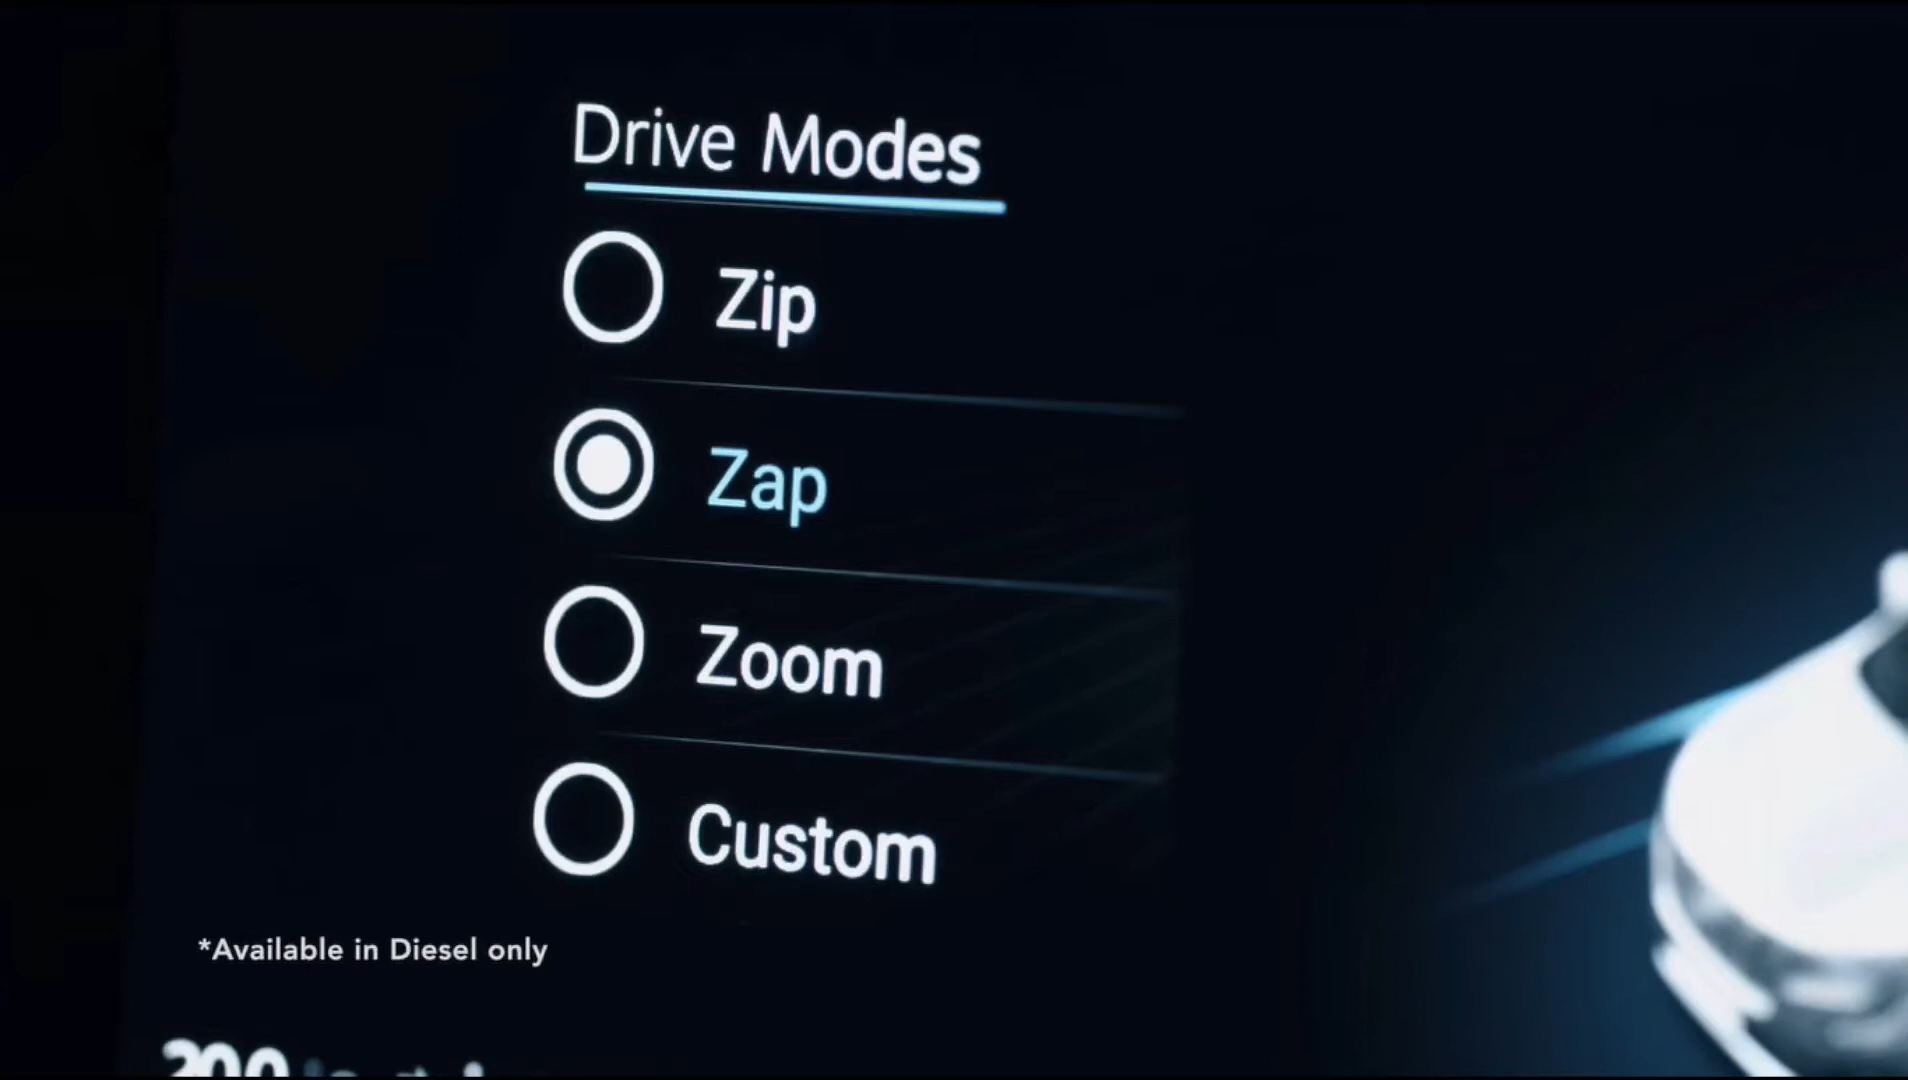 Drive Modes
Zip
Zap
Zoom
Custom
*Available in Diesel only